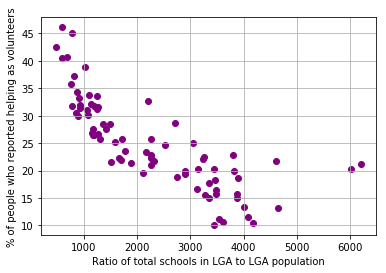 % of people who reported helping as volunteers
45
40
35
30
25
20
15
10
1000 2000 3000 4000 5000 6000
Ratio of total schools in LGA to LGA population